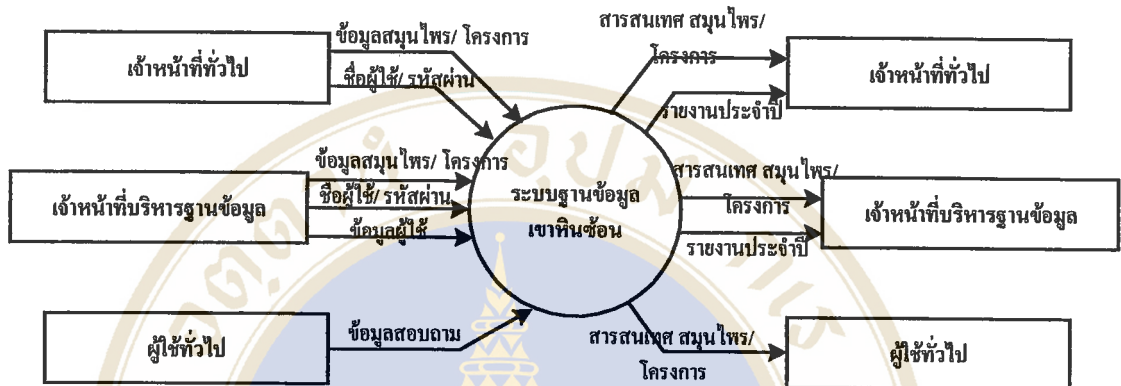 ข้อมูลสมุนไพร/ โครงการ
เจ้าหน้าที่ทั่วไป
ชื่อผู้ใช้/ รหัสผ่าน
สารสนเทศ สมุนไพร/
โครงการ
เจ้าหน้าที่ทั่วไป
รายงานประจำปี
ข้อมูลสมุนไพร/ โครงการ
เจ้าหน้าที่บริหารฐานข้อมูล
ชื่อผู้ใช้/ รหัสผ่าน
ข้อมูลผู้ใช้
ระบบฐานข้อมูล
เขาหินซ้อน
สารสนเทศ สมุนไพร/
โครงการ
เจ้าหน้าที่บริหารฐานข้อมูล
รายงานประจำปี
ผู้ใช้ทั่วไป
ข้อมูลสอบถาม
สารสนเทศ สมุนไพร/
โครงการ
ผู้ใช้ทั่วไป